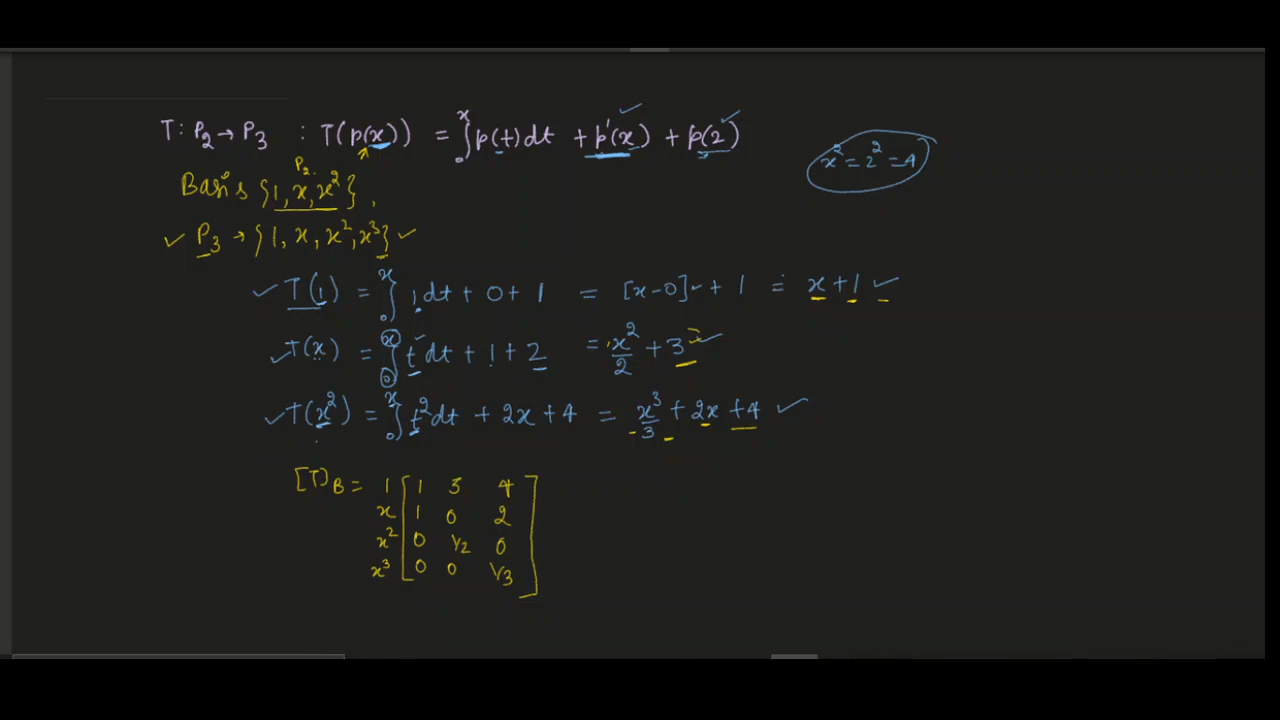 T: P₂ → P₃ : T(p(x)) = ∫₀ˣ p(t)dt + p'(x) + p(2)
x² = 2² = 4
P₂.
Basis {1, x, x²},
✓ P₃ → {1, x, x², x³} ✓
✓ T(1) = ∫₀ˣ 1dt + 0 + 1 = [x-0] + 1 = x + 1 ✓
✓ T(x) = ∫₀ˣ t dt + 1 + 2 = x²/2 + 3 ✓
✓ T(x²) = ∫₀ˣ t² dt + 2x + 4 = x³/3 + 2x + 4 ✓
[T]B = 1 [ 1 3 4
x 1 0 2
x² 0 1/2 0
x³ 0 0 1/3 ]